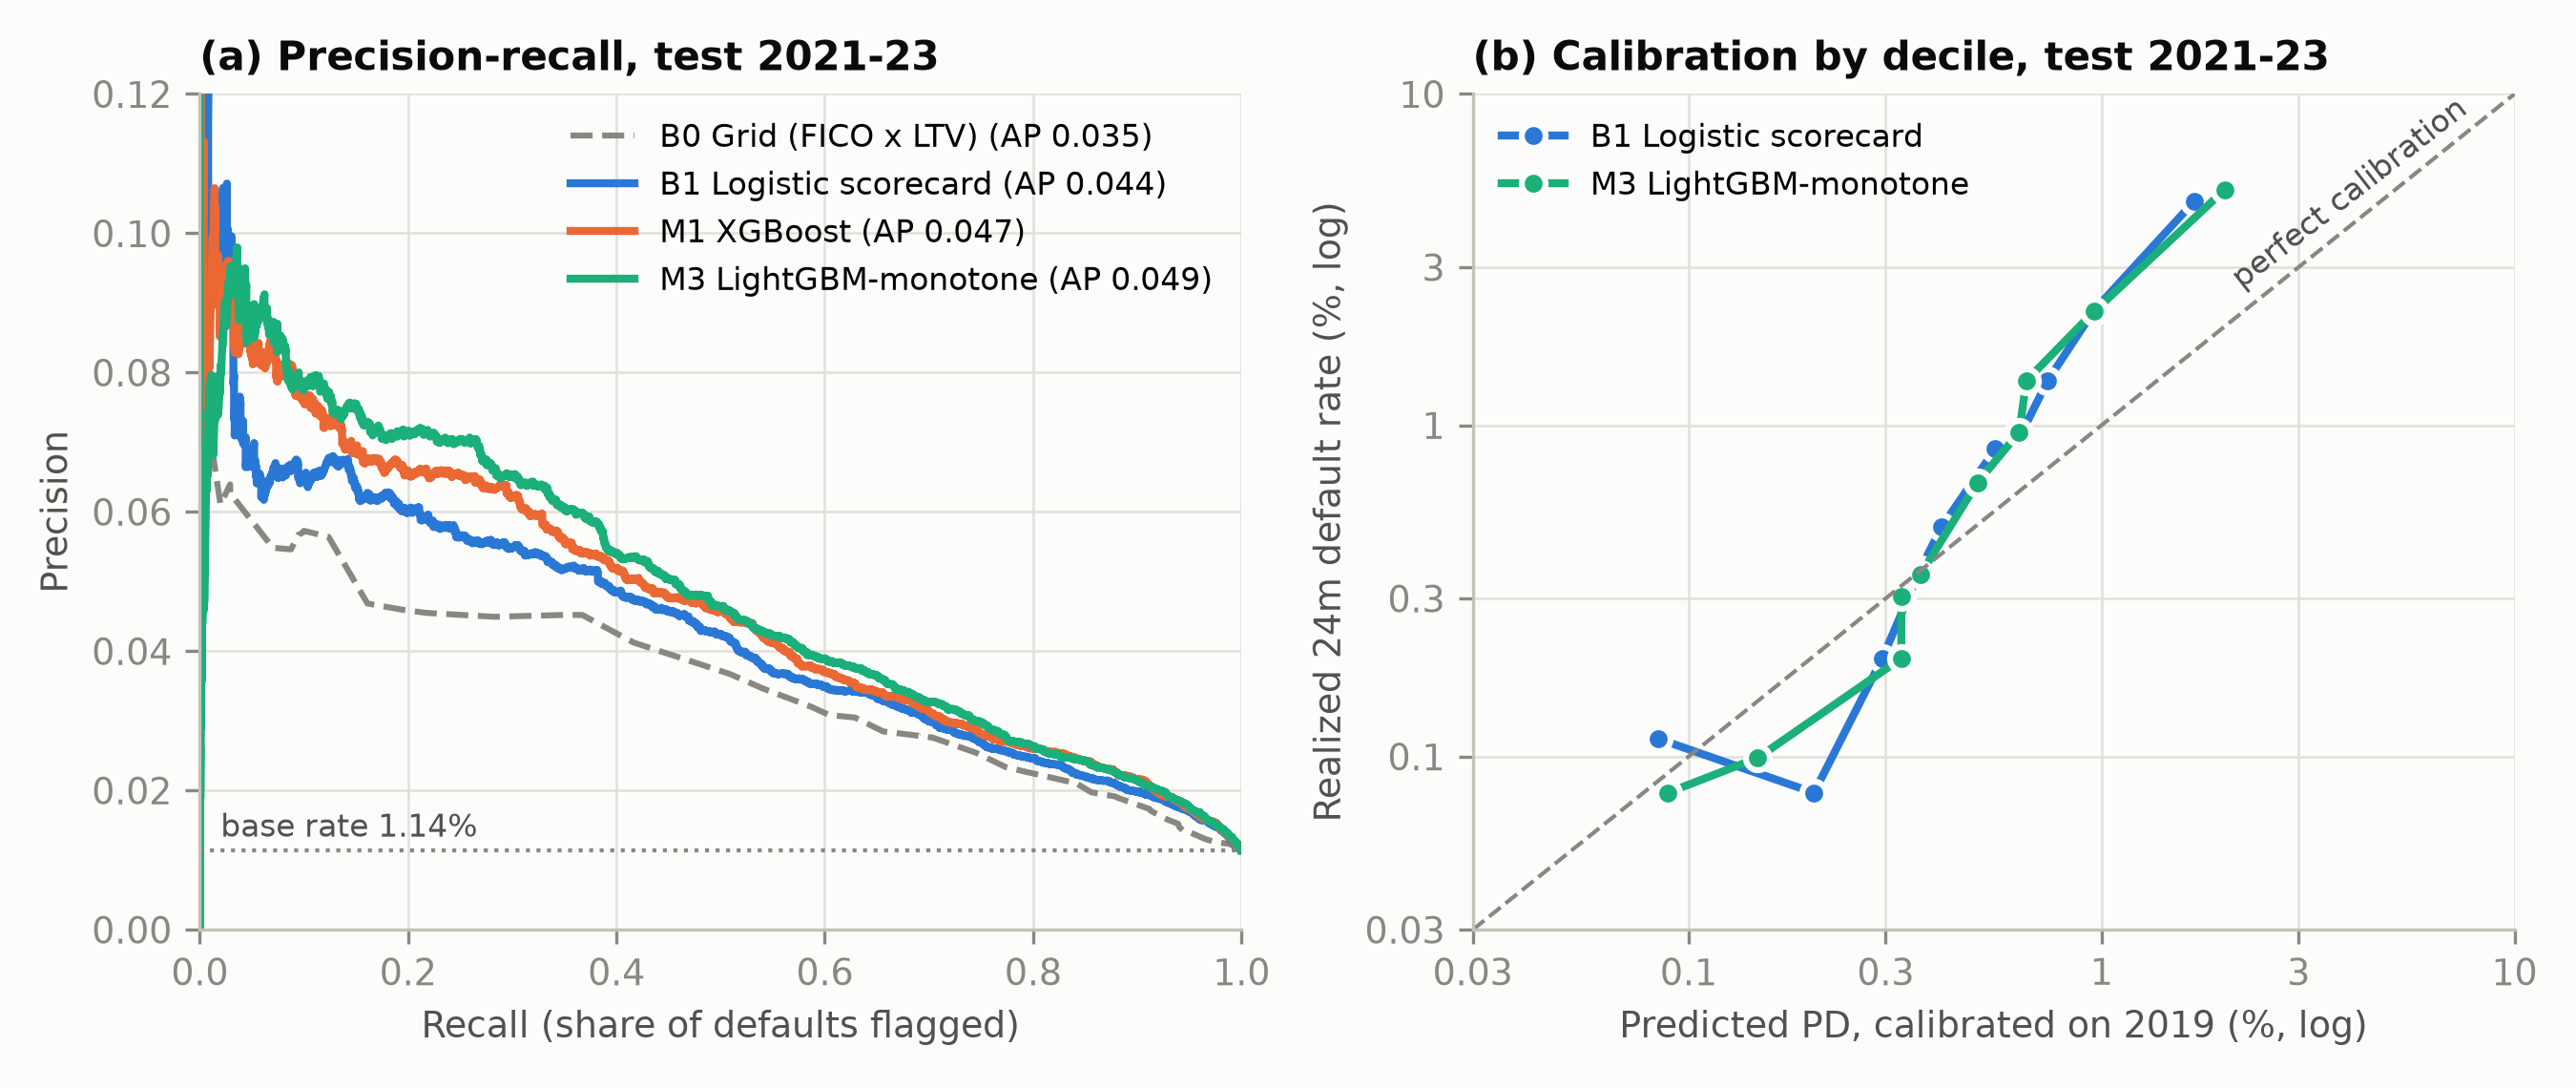 (a) Precision-recall, test 2021-23
0.12
0.10
0.08
0.06
0.04
0.02
0.00
Precision
B0 Grid (FICO x LTV) (AP 0.035)
B1 Logistic scorecard (AP 0.044)
M1 XGBoost (AP 0.047)
M3 LightGBM-monotone (AP 0.049)
base rate 1.14%
0.0 0.2 0.4 0.6 0.8 1.0
Recall (share of defaults flagged)
(b) Calibration by decile, test 2021-23
10
3
1
0.3
0.1
0.03
Realized 24m default rate (%, log)
B1 Logistic scorecard
M3 LightGBM-monotone
perfect calibration
0.03 0.1 0.3 1 3 10
Predicted PD, calibrated on 2019 (%, log)